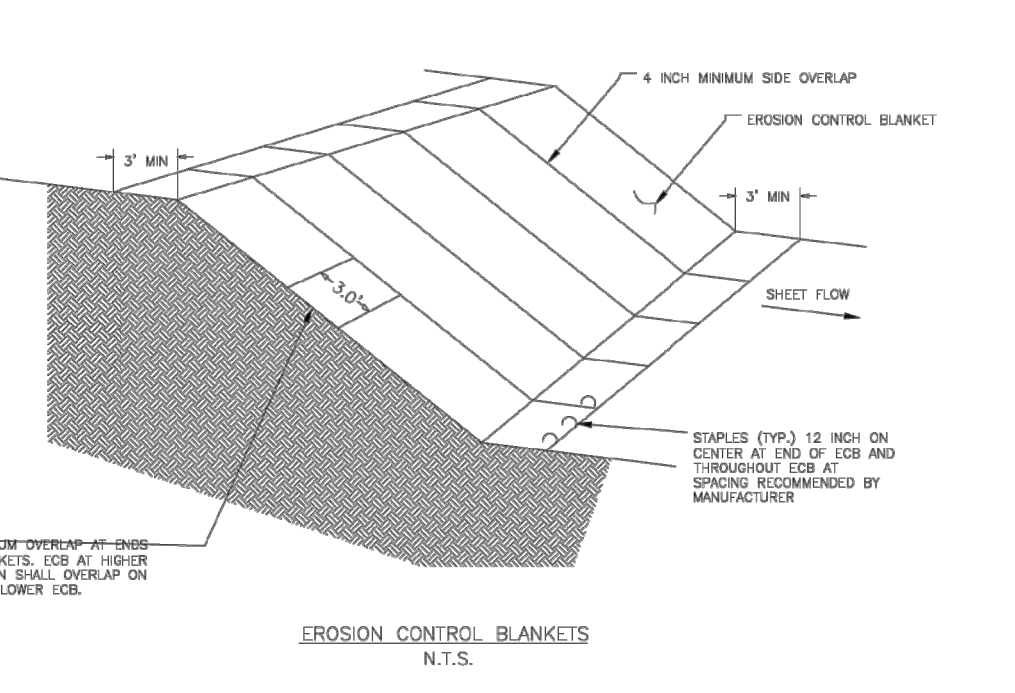 4 INCH MINIMUM SIDE OVERLAP
EROSION CONTROL BLANKET
3' MIN
3' MIN
3.0'
SHEET FLOW
STAPLES (TYP.) 12 INCH ON
CENTER AT END OF ECB AND
THROUGHOUT ECB AT
SPACING RECOMMENDED BY
MANUFACTURER
OVERLAP AT ENDS
ECB AT HIGHER
SHALL OVERLAP ON
LOWER ECB.
EROSION CONTROL BLANKETS
N.T.S.